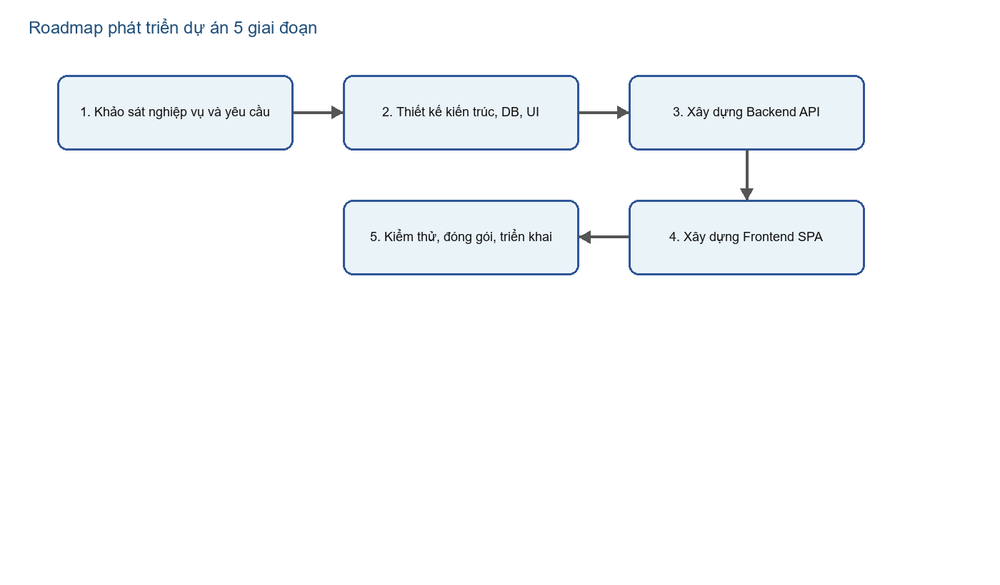 Roadmap phát triển dự án 5 giai đoạn
1. Khảo sát nghiệp vụ và yêu cầu
2. Thiết kế kiến trúc, DB, UI
3. Xây dựng Backend API
4. Xây dựng Frontend SPA
5. Kiểm thử, đóng gói, triển khai